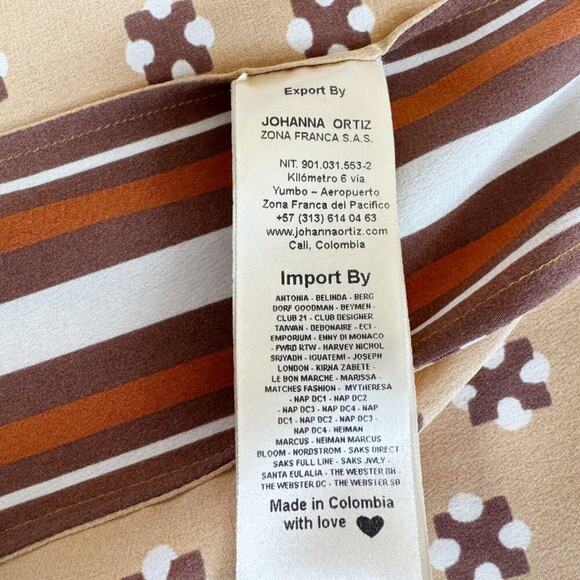 Export By
JOHANNA ORTIZ
ZONA FRANCA S.A.S.
NIT. 901.031.553-2
Kilómetro 6 vía
Yumbo – Aeropuerto
Zona Franca del Pacifico
+57 (313) 614 04 63
www.johannaortiz.com
Cali, Colombia
Import By
ANTONIA - BELINDA - BERG
DORF GOODMAN - BEYMEN -
CLUB 21 - CLUB DESIGNER
TAIWAN - DEBONAIRE - ECI -
EMPORIUM - ENNY DI MONACO
- FWRD RTW - HARVEY NICHOL
SRIYADH - IGUATEMI - JOSEPH
LONDON - KIRNA ZABETE -
LE BON MARCHE - MARISSA -
MATCHES FASHION - MYTHERESA
- NAP DC1 - NAP DC2
- NAP DC3 - NAP DC4 - NAP
DC1 - NAP DC2 - NAP DC3 -
NAP DC4 - NEIMAN
MARCUS - NEIMAN MARCUS
BLOOM - NORDSTROM - SAKS DIRECT
SAKS FULL LINE - SAKS JWLY -
SANTA EULALIA - THE WEBSTER BH
THE WEBSTER DC - THE WEBSTER SB
Made in Colombia
with love